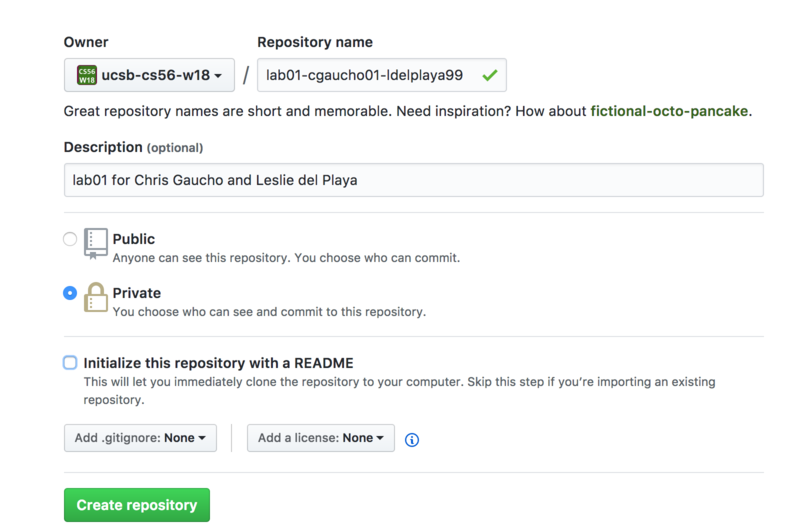 Owner Repository name
CS56
W18
ucsb-cs56-w18 / lab01-cgaucho01-ldelplaya99
Great repository names are short and memorable. Need inspiration? How about fictional-octo-pancake.
Description (optional)
lab01 for Chris Gaucho and Leslie del Playa
Public
Anyone can see this repository. You choose who can commit.
Private
You choose who can see and commit to this repository.
Initialize this repository with a README
This will let you immediately clone the repository to your computer. Skip this step if you’re importing an existing
repository.
Add .gitignore: None Add a license: None
Create repository